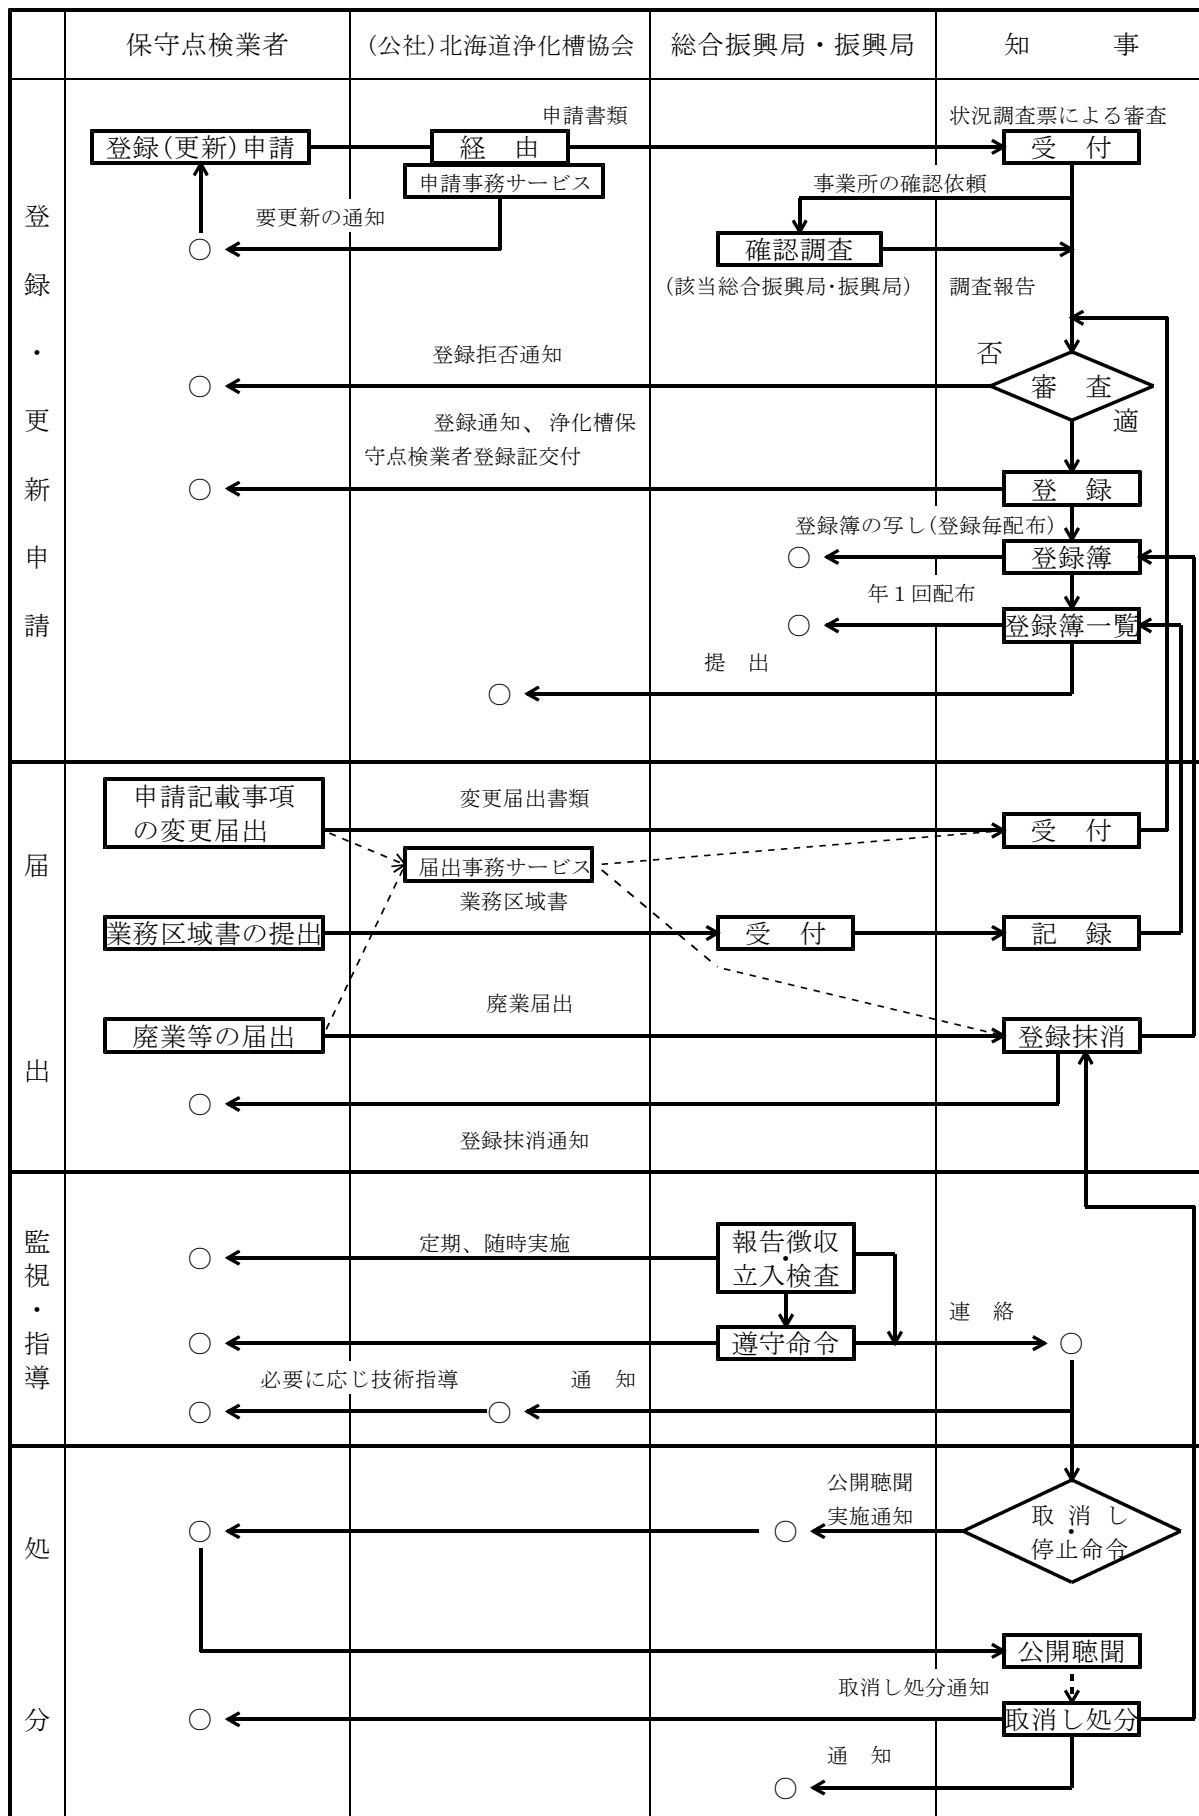 保守点検業者
(公社)北海道浄化槽協会
総合振興局・振興局
知　事
登録・更新申請
申請書類
状況調査票による審査
登録(更新)申請
経　由
受　付
申請事務サービス
事業所の確認依頼
要更新の通知
確認調査
(該当総合振興局・振興局)
調査報告
登録拒否通知
否
審　査
適
登録通知、浄化槽保
守点検業者登録証交付
登　録
登録簿の写し(登録毎配布)
登録簿
年１回配布
登録簿一覧
提　出
届出
申請記載事項
の変更届出
変更届出書類
受　付
届出事務サービス
業務区域書
業務区域書の提出
受　付
記　録
廃業届出
廃業等の届出
登録抹消
登録抹消通知
監視・指導
定期、随時実施
報告徴収
・
立入検査
連　絡
遵守命令
必要に応じ技術指導
通　知
処分
公開聴聞
実施通知
取 消 し
・
停止命令
公開聴聞
取消し処分通知
取消し処分
通　知